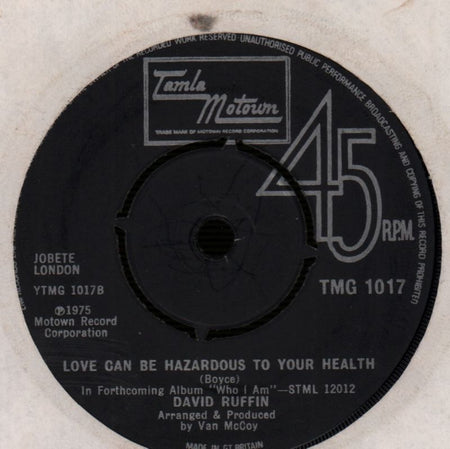 RECORDED WORK RESERVED UNAUTHORISED PUBLIC PERFORMANCE BROADCASTING AND COPYING OF THIS RECORD PROHIBITED
Tamla
Motown
TRADE MARK OF MOTOWN RECORD CORPORATION
45
R.P.M.
JOBETE
LONDON
YTMG 1017B
℗1975
Motown Record
Corporation
TMG 1017
LOVE CAN BE HAZARDOUS TO YOUR HEALTH
(Boyce)
In Forthcoming Album "Who I Am"—STML 12012
DAVID RUFFIN
Arranged & Produced
by Van McCoy
MADE IN GT BRITAIN